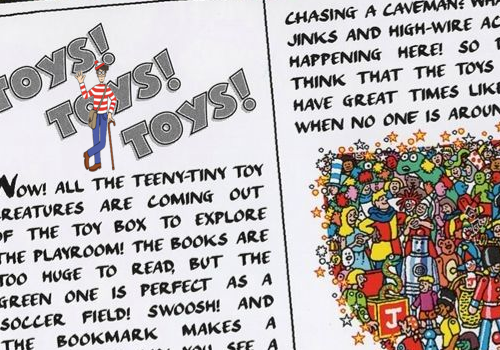 TOYS!
TOYS!
TOYS!
WOW! ALL THE TEENY-TINY TOY
CREATURES ARE COMING OUT
OF THE TOY BOX TO EXPLORE
THE PLAYROOM! THE BOOKS ARE
TOO HUGE TO READ, BUT THE
GREEN ONE IS PERFECT AS A
SOCCER FIELD! SWOOSH! AND
THE BOOKMARK MAKES A
YOU SEE A
CHASING A CAVEMAN?
JINKS AND HIGH-WIRE
HAPPENING HERE! SO
THINK THAT THE TOYS
HAVE GREAT TIMES LIKE
WHEN NO ONE IS AROUN
J